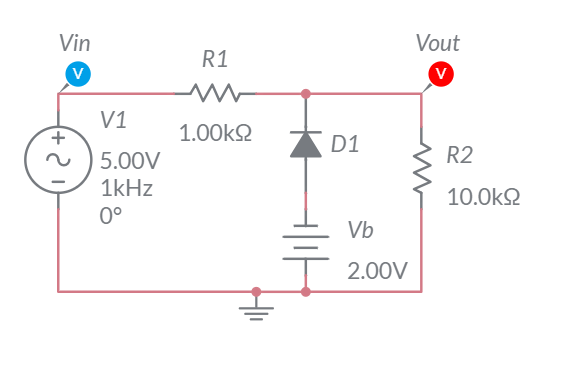 Vin
V
R1
1.00kΩ
Vout
V
V1
5.00V
1kHz
0°
D1
R2
10.0kΩ
Vb
2.00V